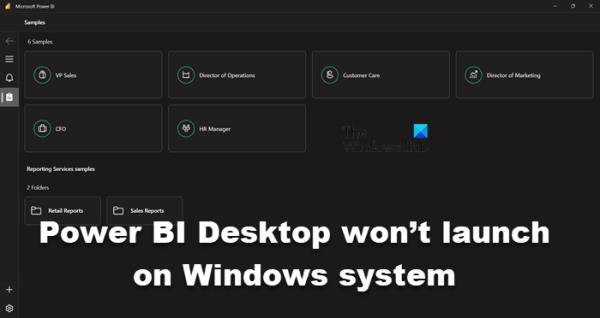 Microsoft Power BI
Samples
6 Samples
VP Sales
Director of Operations
Customer Care
Director of Marketing
CFO
HR Manager
The
WindowsClub
Reporting Services samples
2 Folders
Retail Reports
Sales Reports
Power BI Desktop won’t launch
on Windows system